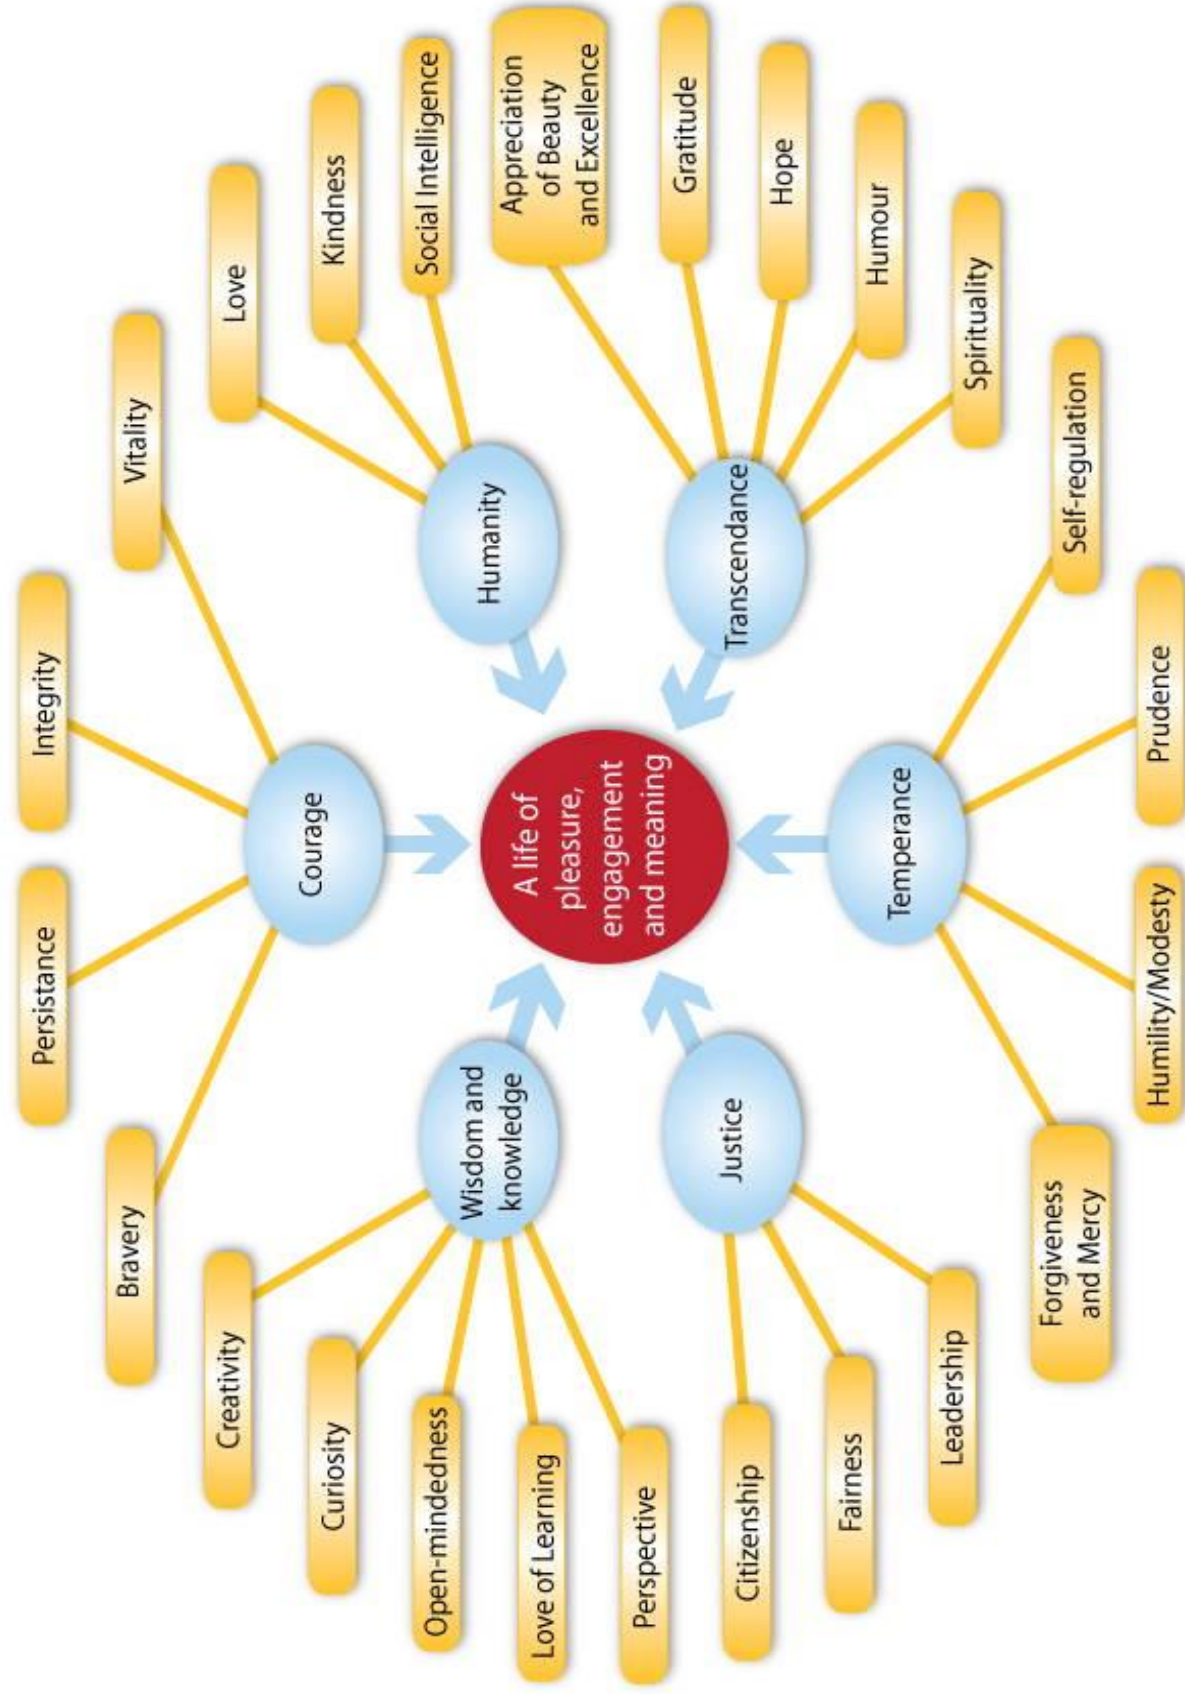 Persistance
Integrity
Bravery
Vitality
Courage
Creativity
Curiosity
Open-mindedness
Love of Learning
Perspective
Wisdom and
knowledge
Love
Kindness
Social Intelligence
Humanity
A life of
pleasure,
engagement
and meaning
Citizenship
Fairness
Leadership
Justice
Appreciation
of Beauty
and Excellence
Gratitude
Hope
Humour
Spirituality
Transcendance
Temperance
Forgiveness
and Mercy
Humility/Modesty
Prudence
Self-regulation